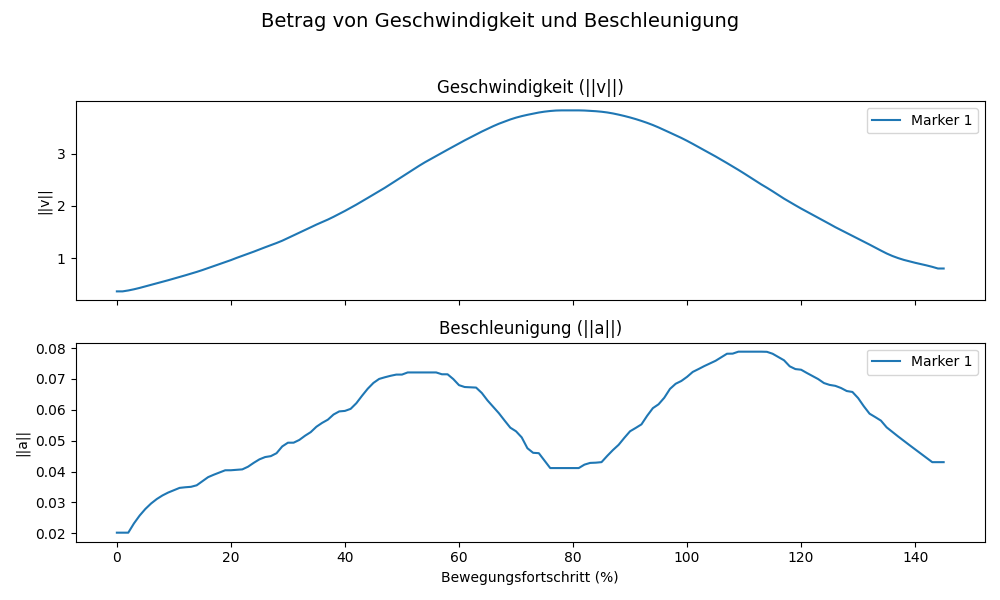 Betrag von Geschwindigkeit und Beschleunigung
Geschwindigkeit (||v||)
Marker 1
3
2
1
||v||
Beschleunigung (||a||)
Marker 1
0.08
0.07
0.06
0.05
0.04
0.03
0.02
||a||
0 20 40 60 80 100 120 140
Bewegungsfortschritt (%)